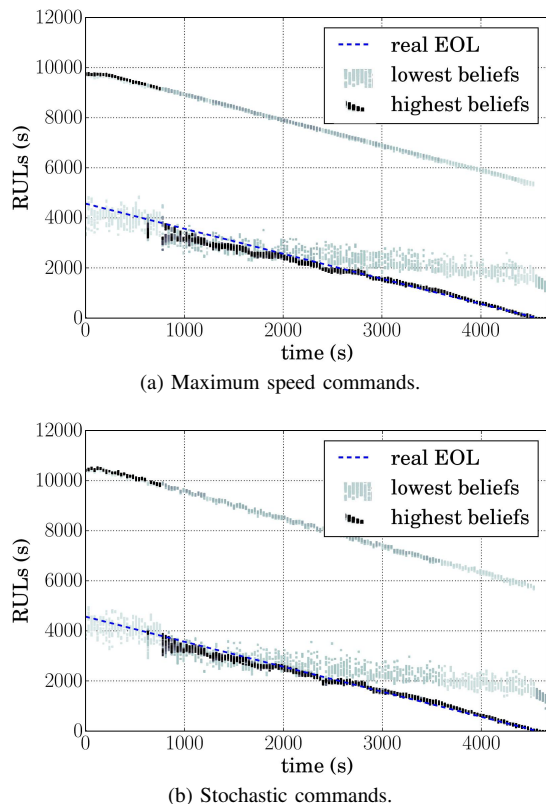 12000
10000
8000
6000
4000
2000
0
RULs (s)
real EOL
lowest beliefs
highest beliefs
0 1000 2000 3000 4000
time (s)
(a) Maximum speed commands.
12000
10000
8000
6000
4000
2000
0
RULs (s)
real EOL
lowest beliefs
highest beliefs
0 1000 2000 3000 4000
time (s)
(b) Stochastic commands.